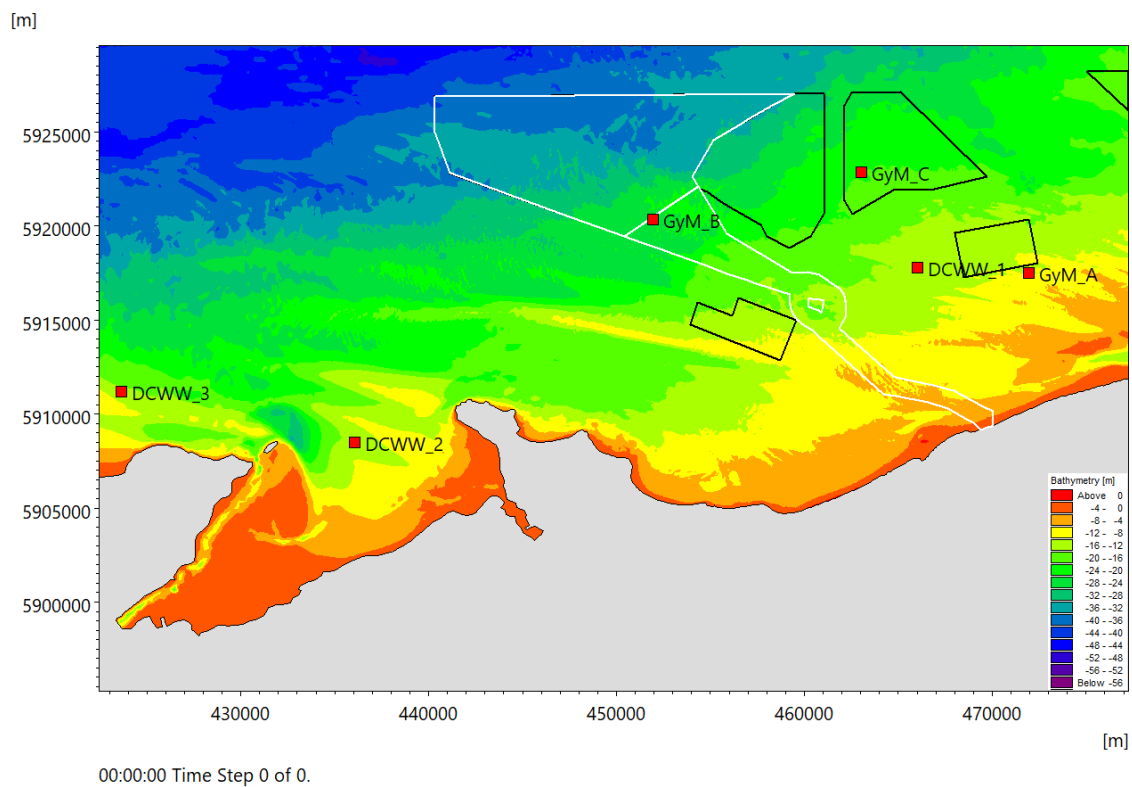 [m]
5925000
5920000
5915000
5910000
5905000
5900000
GyM_C
GyM_B
DCWW_1
GyM_A
DCWW_3
DCWW_2
Bathymetry [m]
Above 0
-4 - 0
-8 - -4
-12 - -8
-16 - -12
-20 - -16
-24 - -20
-28 - -24
-32 - -28
-36 - -32
-40 - -36
-44 - -40
-48 - -44
-52 - -48
-56 - -52
Below -56
430000 440000 450000 460000 470000
[m]
00:00:00 Time Step 0 of 0.